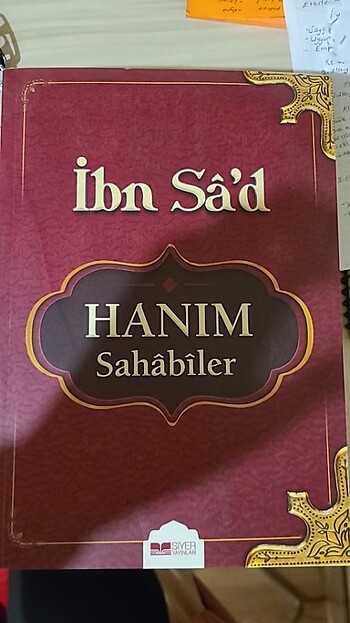 İbn Sâ'd
HANIM
Sahâbîler
SİYER
YAYINLARI